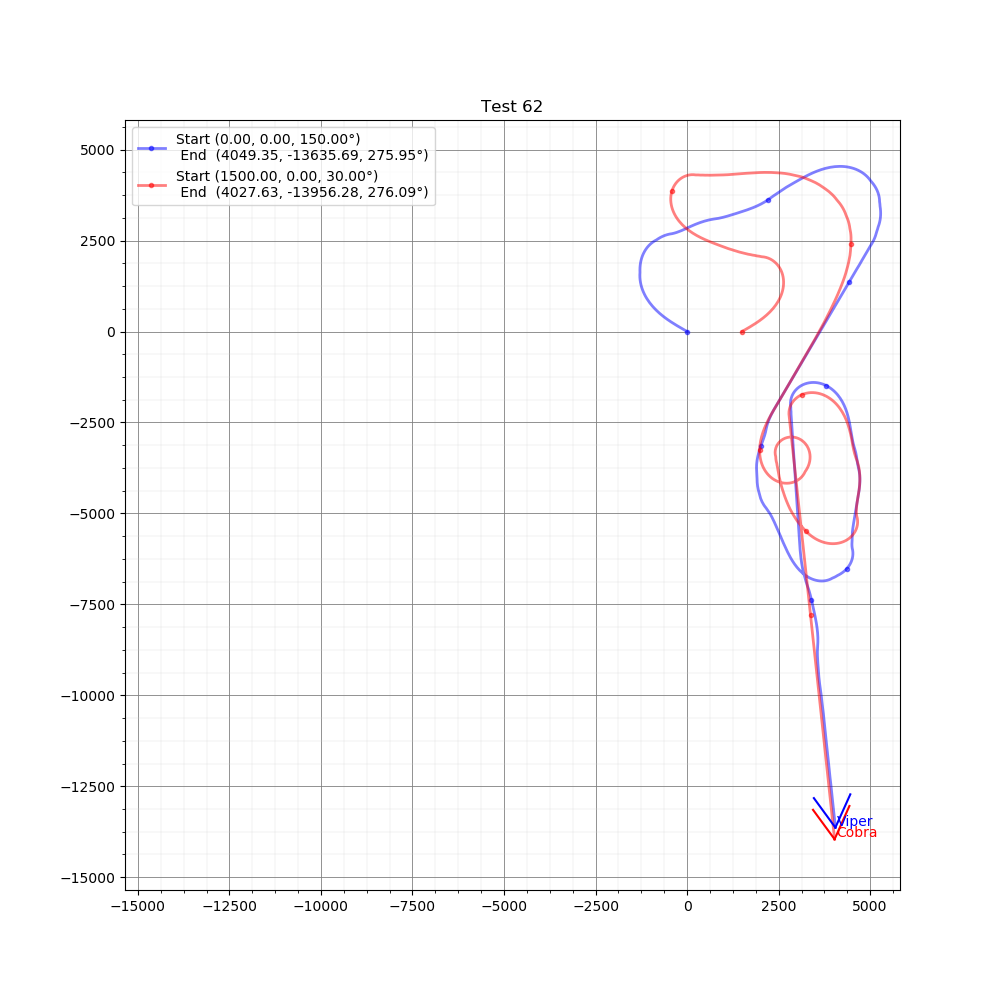 Test 62
Start (0.00, 0.00, 150.00°)
End  (4049.35, -13635.69, 275.95°)
Start (1500.00, 0.00, 30.00°)
End  (4027.63, -13956.28, 276.09°)
5000
2500
0
−2500
−5000
−7500
−10000
−12500
−15000
Viper
Cobra
−15000 −12500 −10000 −7500 −5000 −2500 0 2500 5000